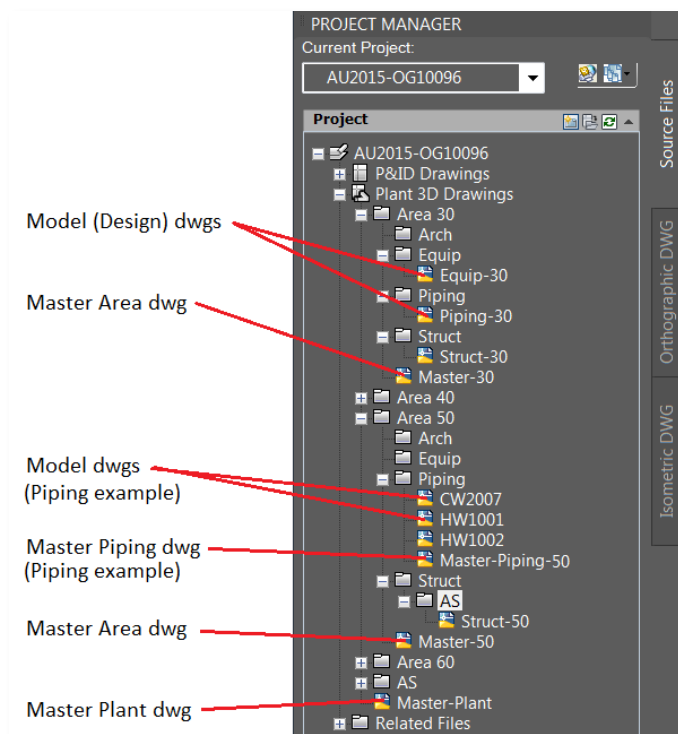 PROJECT MANAGER
Current Project:
AU2015-OG10096
Project
AU2015-OG10096
P&ID Drawings
Plant 3D Drawings
Area 30
Arch
Equip
Equip-30
Piping
Piping-30
Struct
Struct-30
Master-30
Area 40
Area 50
Arch
Equip
Piping
CW2007
HW1001
HW1002
Master-Piping-50
Struct
AS
Struct-50
Master-50
Area 60
AS
Master-Plant
Related Files
Source Files
Orthographic DWG
Isometric DWG
Model (Design) dwgs
Master Area dwg
Model dwgs
(Piping example)
Master Piping dwg
(Piping example)
Master Area dwg
Master Plant dwg